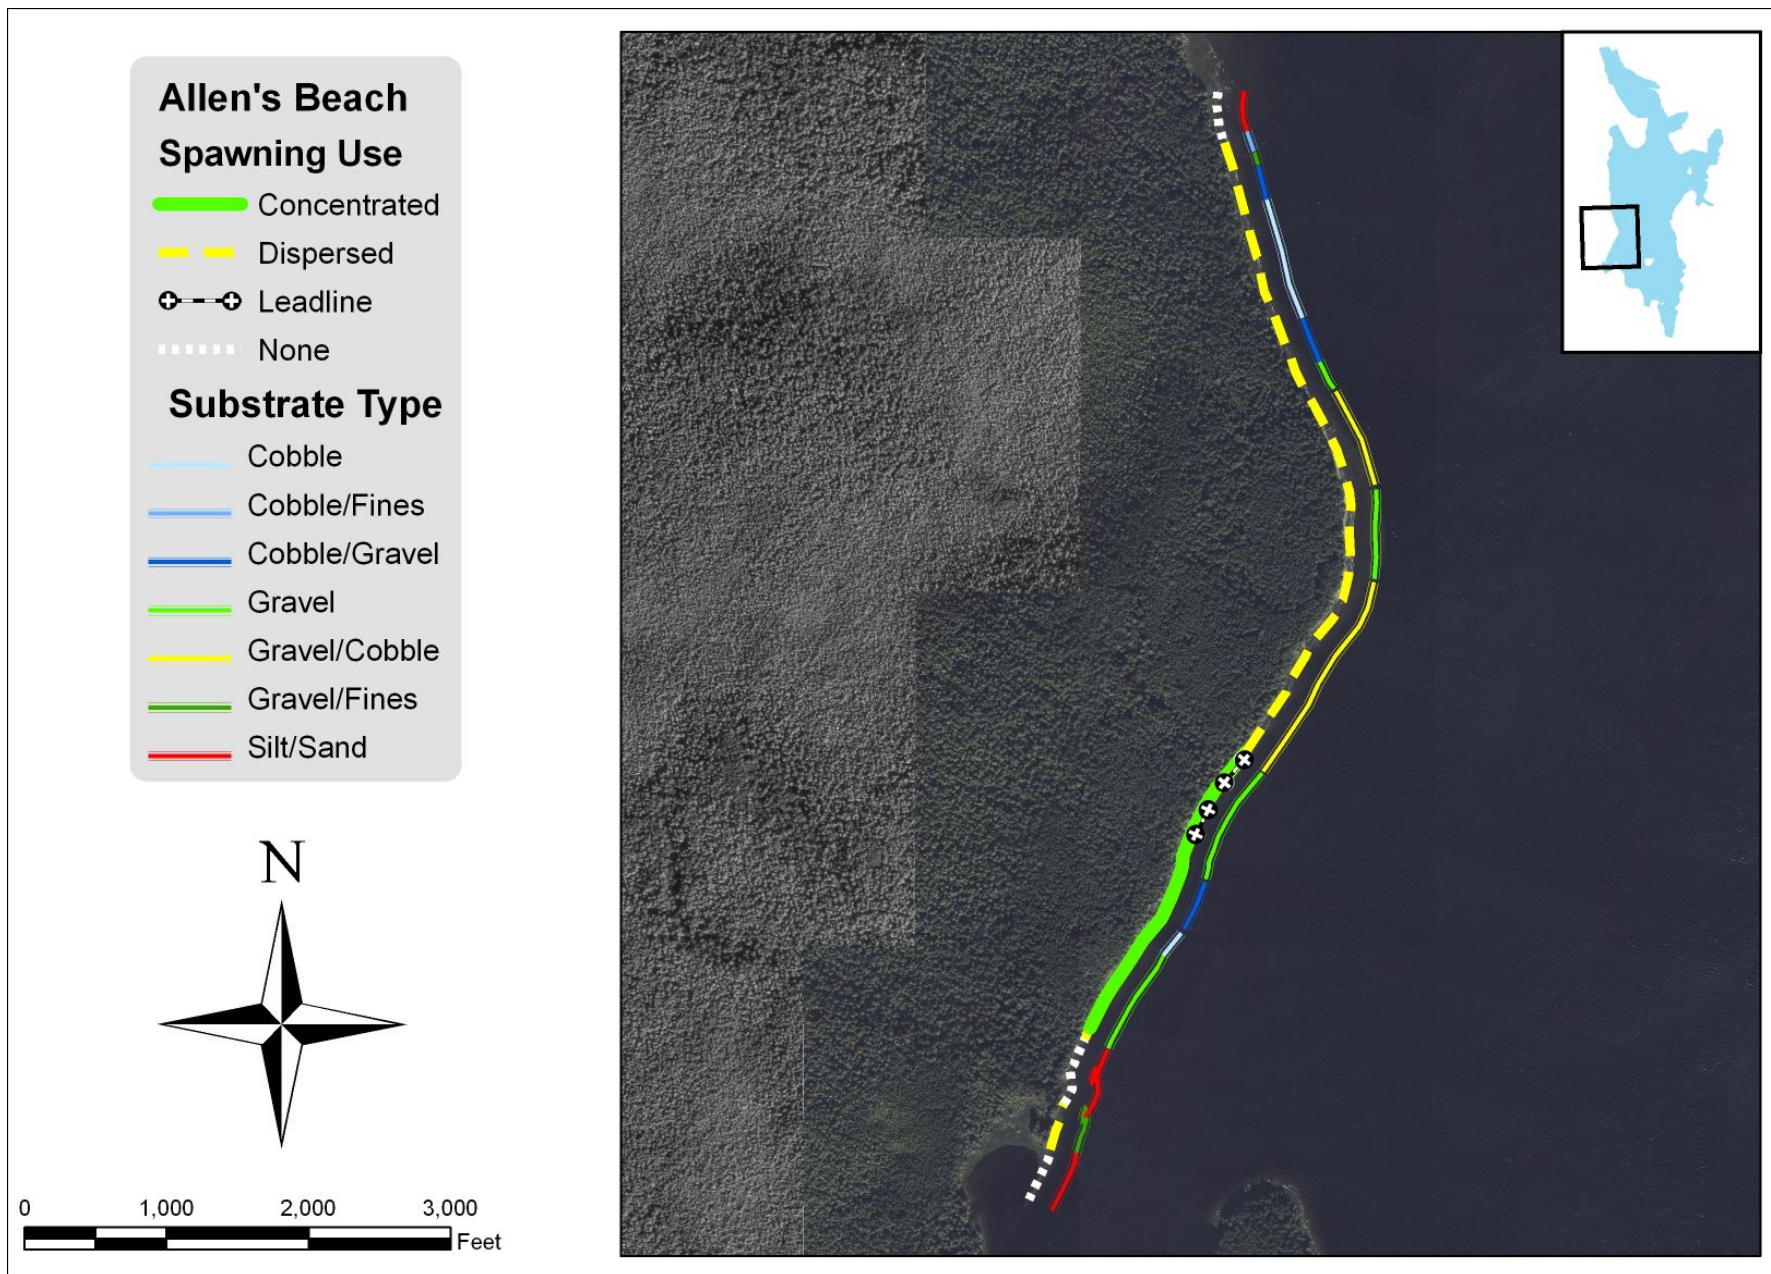 Allen's Beach
Spawning Use
Concentrated
Dispersed
Leadline
None
Substrate Type
Cobble
Cobble/Fines
Cobble/Gravel
Gravel
Gravel/Cobble
Gravel/Fines
Silt/Sand
N
0 1,000 2,000 3,000
Feet